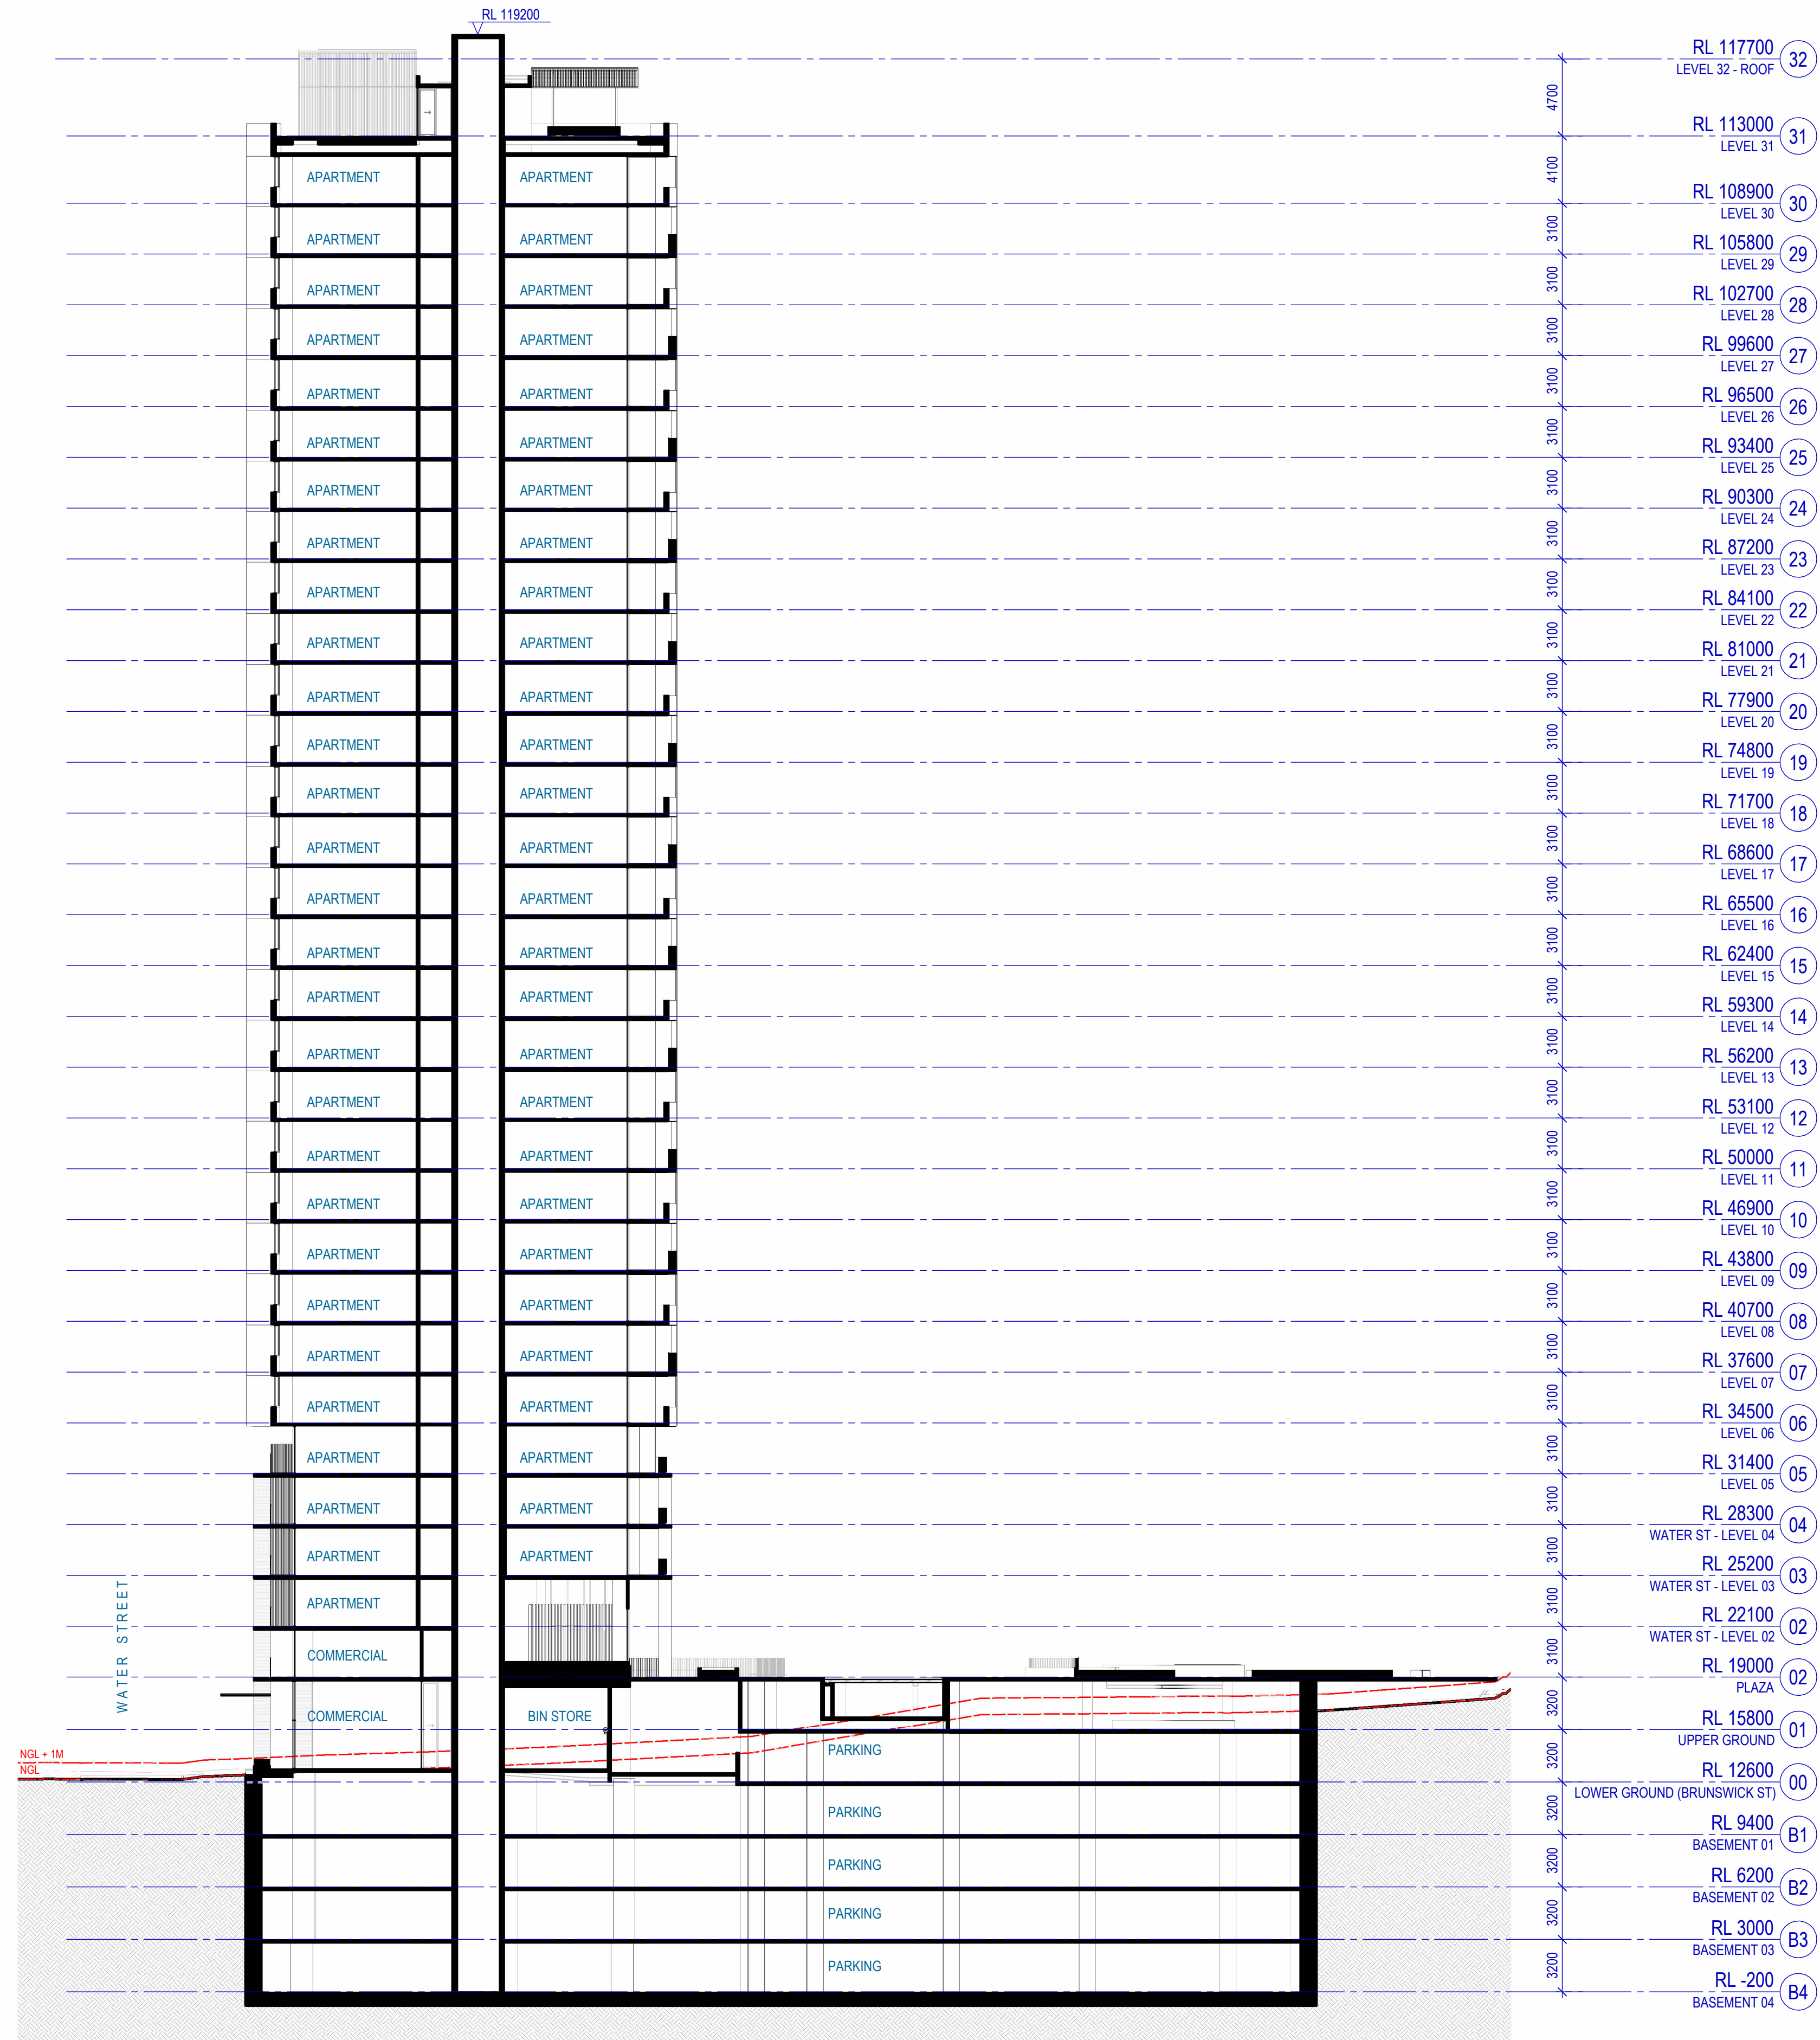 RL 119200
RL 117700 32
LEVEL 32 - ROOF
4700
RL 113000 31
LEVEL 31
4100
APARTMENT APARTMENT
RL 108900 30
LEVEL 30
3100
APARTMENT APARTMENT
RL 105800 29
LEVEL 29
3100
APARTMENT APARTMENT
RL 102700 28
LEVEL 28
3100
APARTMENT APARTMENT
RL 99600 27
LEVEL 27
3100
APARTMENT APARTMENT
RL 96500 26
LEVEL 26
3100
APARTMENT APARTMENT
RL 93400 25
LEVEL 25
3100
APARTMENT APARTMENT
RL 90300 24
LEVEL 24
3100
APARTMENT APARTMENT
RL 87200 23
LEVEL 23
3100
APARTMENT APARTMENT
RL 84100 22
LEVEL 22
3100
APARTMENT APARTMENT
RL 81000 21
LEVEL 21
3100
APARTMENT APARTMENT
RL 77900 20
LEVEL 20
3100
APARTMENT APARTMENT
RL 74800 19
LEVEL 19
3100
APARTMENT APARTMENT
RL 71700 18
LEVEL 18
3100
APARTMENT APARTMENT
RL 68600 17
LEVEL 17
3100
APARTMENT APARTMENT
RL 65500 16
LEVEL 16
3100
APARTMENT APARTMENT
RL 62400 15
LEVEL 15
3100
APARTMENT APARTMENT
RL 59300 14
LEVEL 14
3100
APARTMENT APARTMENT
RL 56200 13
LEVEL 13
3100
APARTMENT APARTMENT
RL 53100 12
LEVEL 12
3100
APARTMENT APARTMENT
RL 50000 11
LEVEL 11
3100
APARTMENT APARTMENT
RL 46900 10
LEVEL 10
3100
APARTMENT APARTMENT
RL 43800 09
LEVEL 09
3100
APARTMENT APARTMENT
RL 40700 08
LEVEL 08
3100
APARTMENT APARTMENT
RL 37600 07
LEVEL 07
3100
APARTMENT APARTMENT
RL 34500 06
LEVEL 06
3100
APARTMENT APARTMENT
RL 31400 05
LEVEL 05
3100
APARTMENT APARTMENT
RL 28300 04
WATER ST - LEVEL 04
3100
APARTMENT APARTMENT
RL 25200 03
WATER ST - LEVEL 03
3100
APARTMENT
RL 22100 02
WATER ST - LEVEL 02
WATER STREET
3100
COMMERCIAL
RL 19000 02
PLAZA
3200
COMMERCIAL BIN STORE
RL 15800 01
UPPER GROUND
3200
PARKING
NGL + 1M
NGL
RL 12600 00
LOWER GROUND (BRUNSWICK ST)
3200
PARKING
RL 9400 B1
BASEMENT 01
3200
PARKING
RL 6200 B2
BASEMENT 02
3200
PARKING
RL 3000 B3
BASEMENT 03
3200
PARKING
RL -200 B4
BASEMENT 04